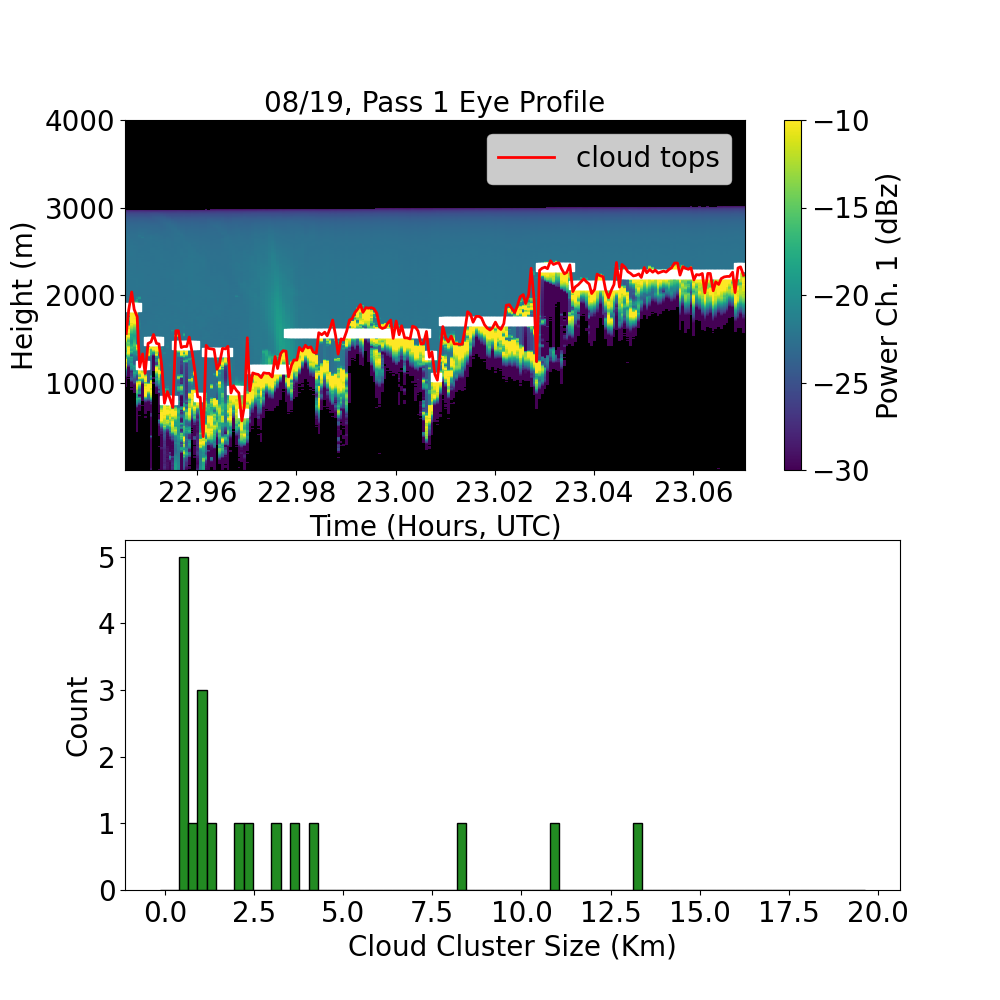 08/19, Pass 1 Eye Profile
4000
3000
2000
1000
Height (m)
cloud tops
22.96 22.98 23.00 23.02 23.04 23.06
Time (Hours, UTC)
−10
−15
−20
−25
−30
Power Ch. 1 (dBz)
5
4
3
2
1
0
Count
0.0 2.5 5.0 7.5 10.0 12.5 15.0 17.5 20.0
Cloud Cluster Size (Km)